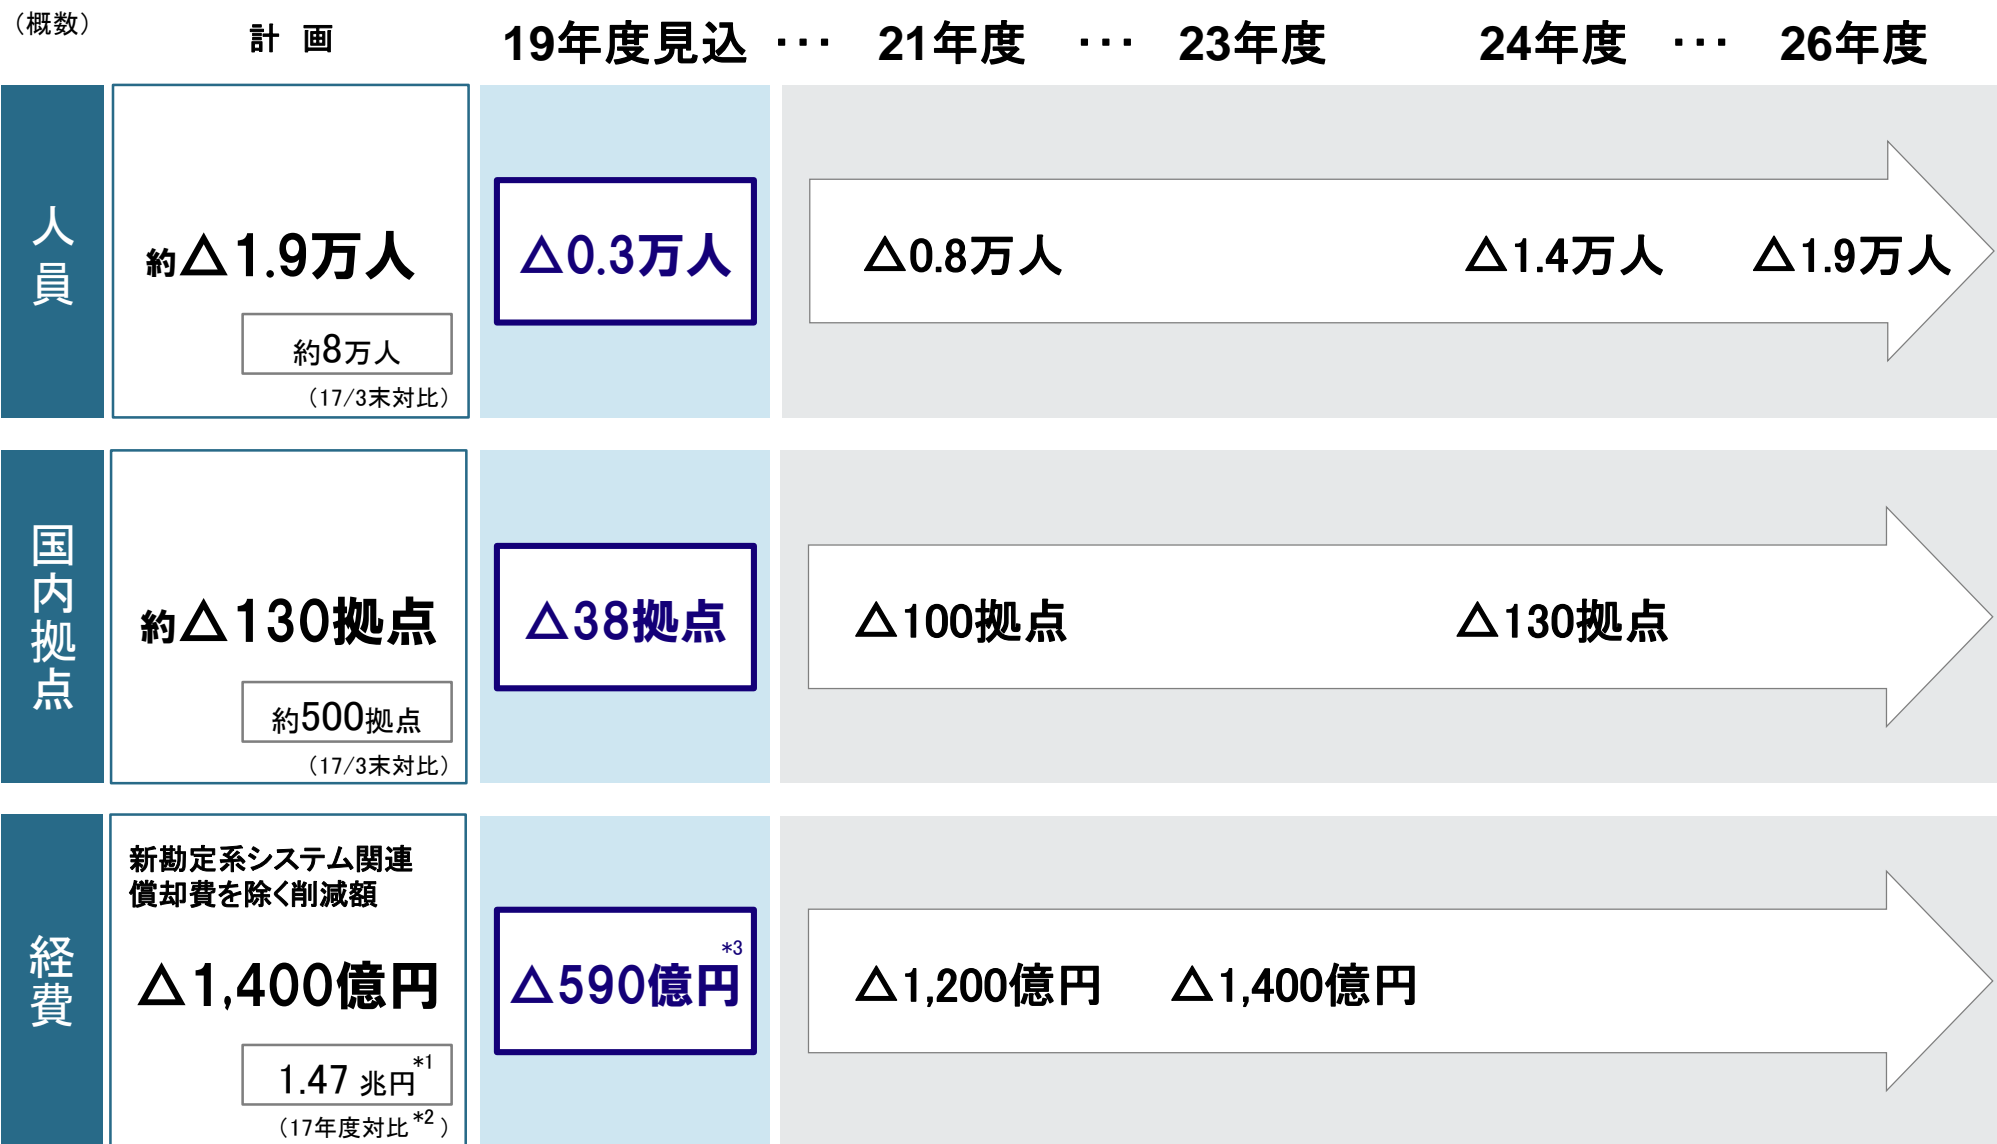 （概数）
計 画
19年度見込 ･･･ 21年度 ･･･ 23年度 24年度 ･･･ 26年度
人員
約△1.9万人
約8万人
（17/3末対比）
△0.3万人
△0.8万人
△1.4万人
△1.9万人
国内拠点
約△130拠点
約500拠点
（17/3末対比）
△38拠点
△100拠点
△130拠点
経費
新勘定系システム関連
償却費を除く削減額
△1,400億円
1.47 兆円*1
（17年度対比*2）
△590億円*3
△1,200億円
△1,400億円